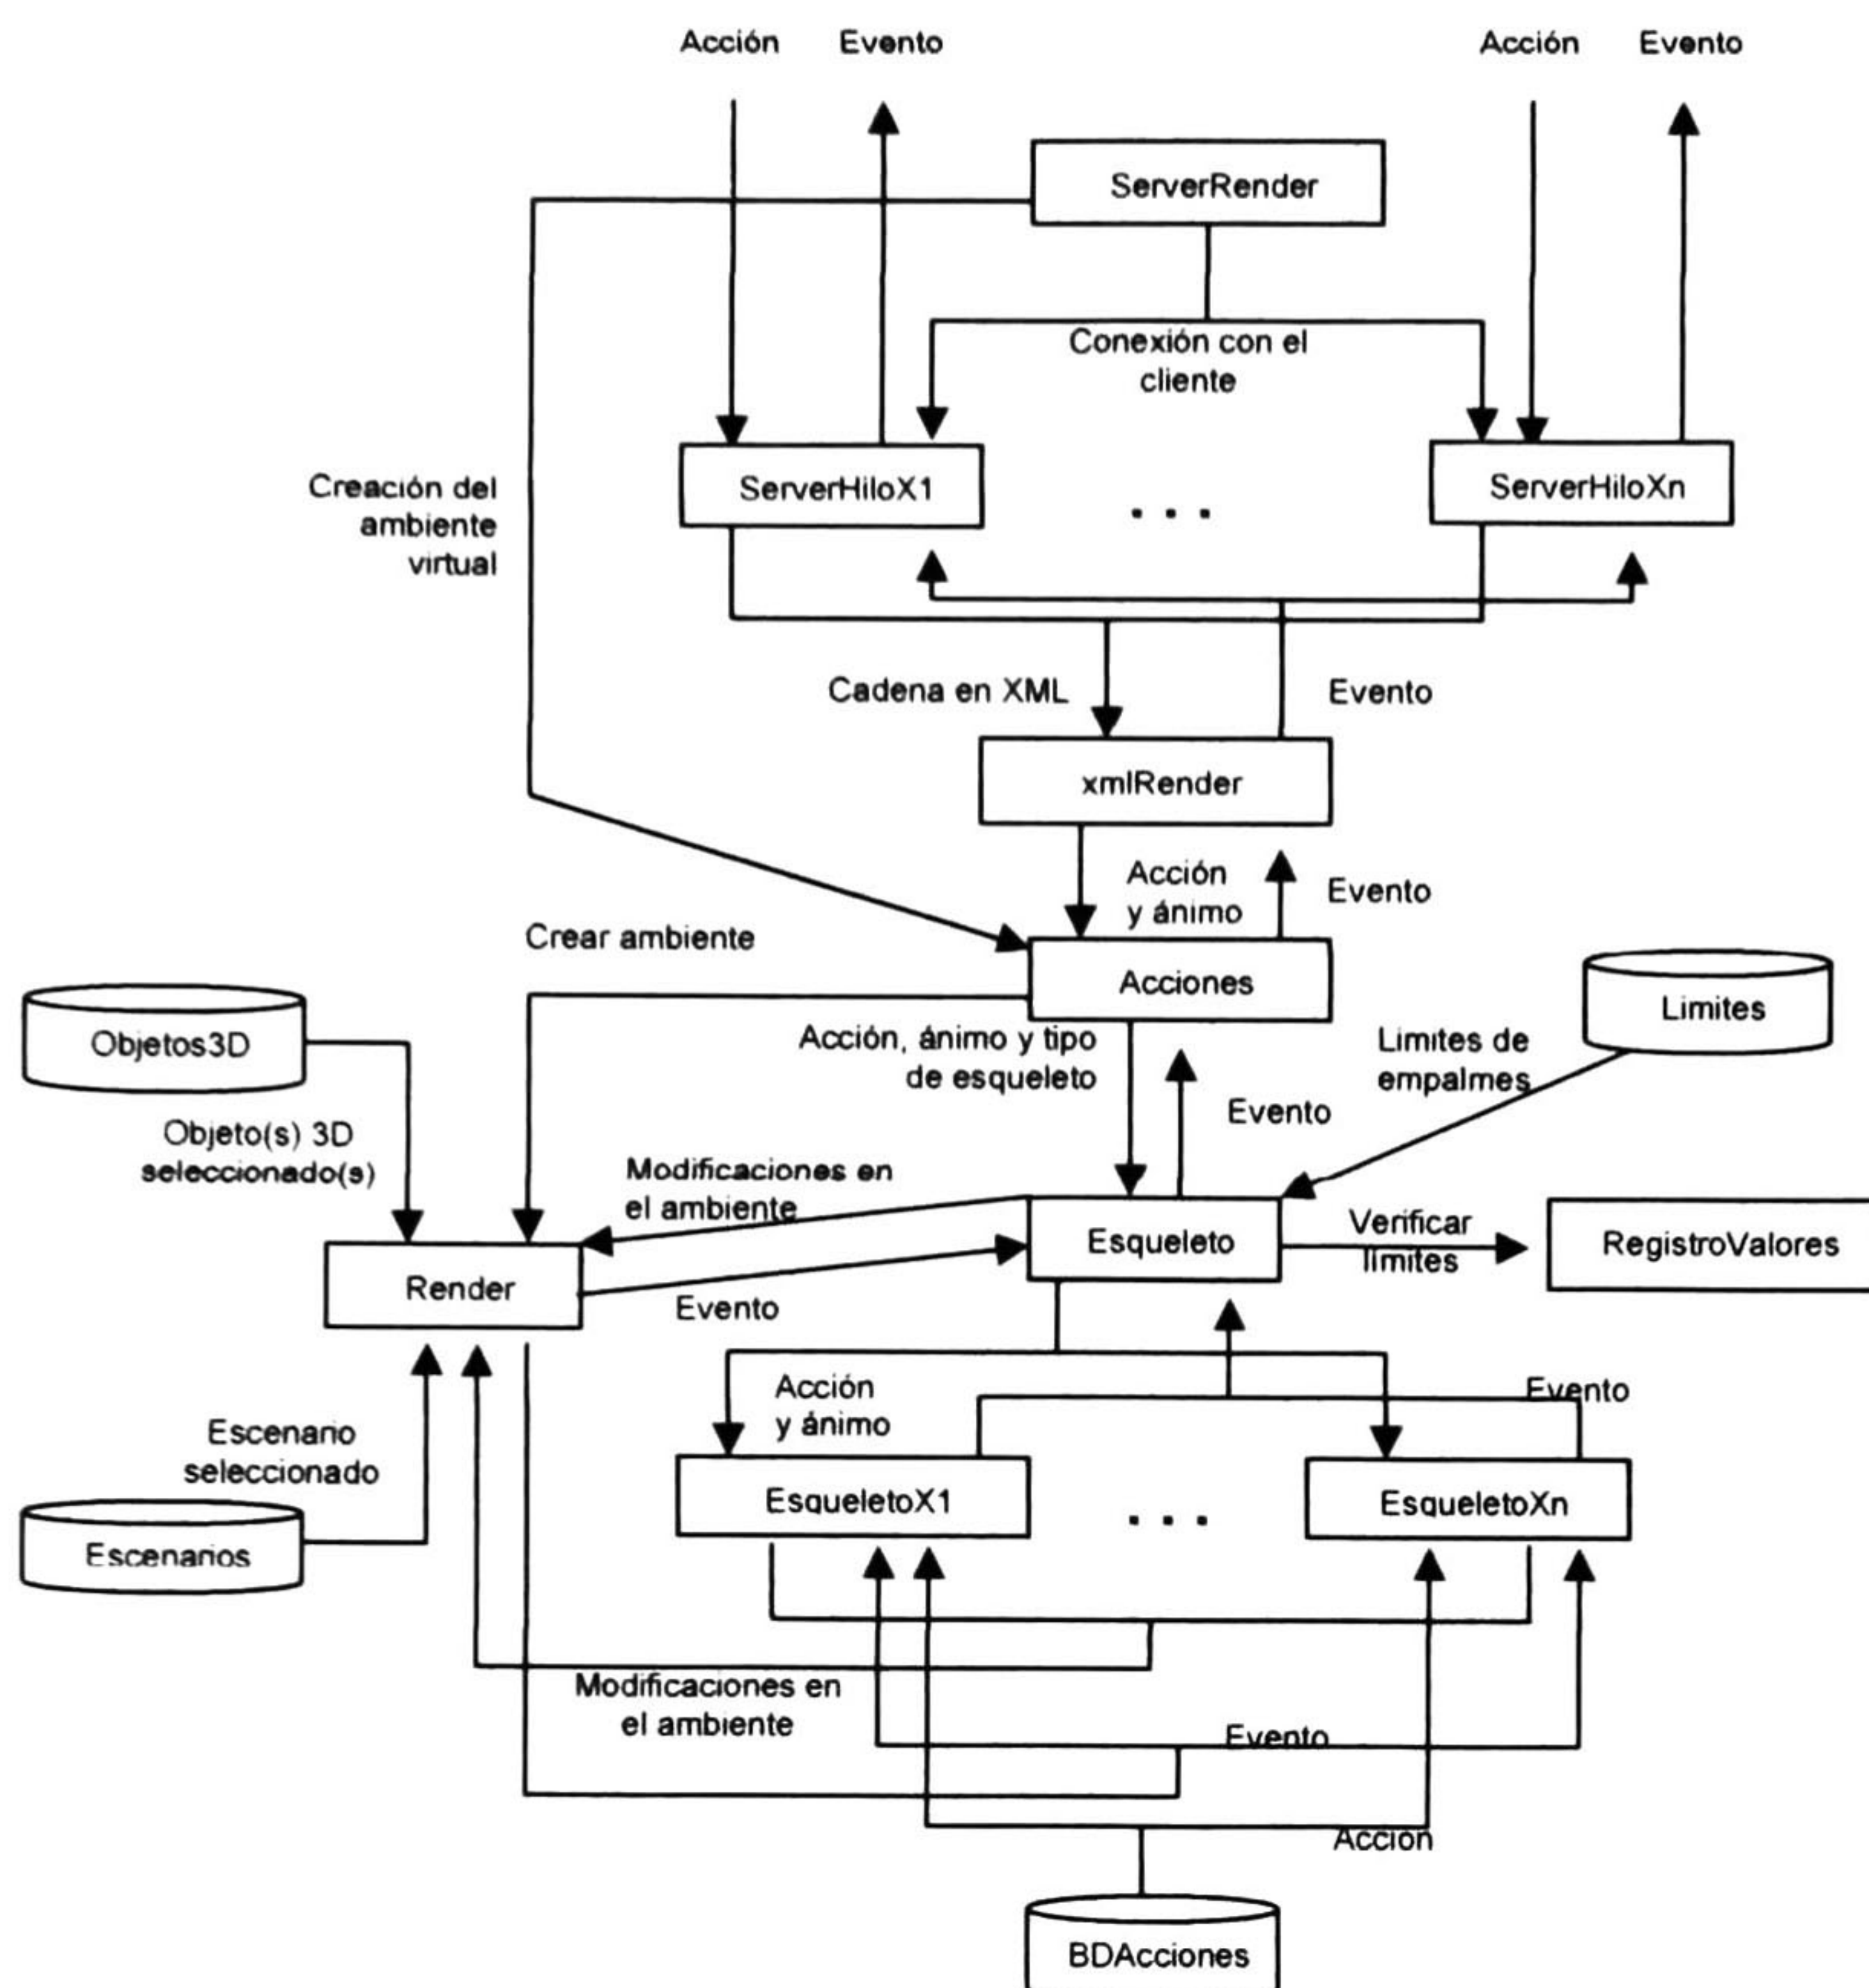 Acción Evento Acción Evento
ServerRender
Conexión con el
cliente
ServerHiloX1
. . .
ServerHiloXn
Creación del
ambiente
virtual
Cadena en XML
Evento
xmlRender
Acción
y ánimo
Evento
Crear ambiente
Acciones
Limites
Objetos3D
Acción, ánimo y tipo
de esqueleto
Limites de
empalmes
Evento
Objeto(s) 3D
seleccionado(s)
Modificaciones en
el ambiente
Esqueleto
Verificar
límites
RegistroValores
Render
Evento
Acción
y ánimo
Evento
Escenario
seleccionado
EsqueletoX1
. . .
EsqueletoXn
Escenarios
Modificaciones en
el ambiente
Evento
Acción
BDAcciones